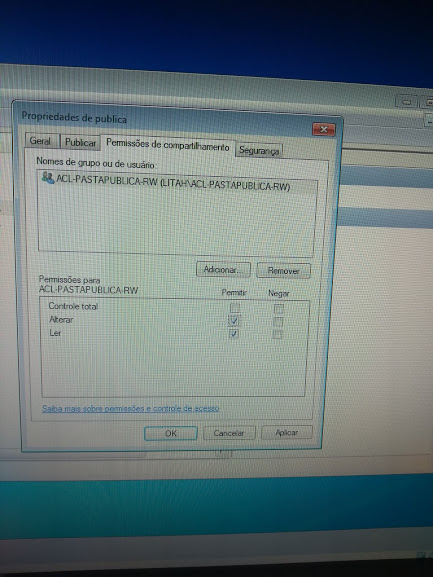 Propriedades de publica
Geral Publicar Permissões de compartilhamento Segurança
Nomes de grupo ou de usuário:
ACL-PASTAPUBLICA-RW (LITAH\ACL-PASTAPUBLICA-RW)
Adicionar... Remover
Permissões para
ACL-PASTAPUBLICA-RW Permitir Negar
Controle total
Alterar
Ler
Saiba mais sobre permissões e controle de acesso
OK Cancelar Aplicar